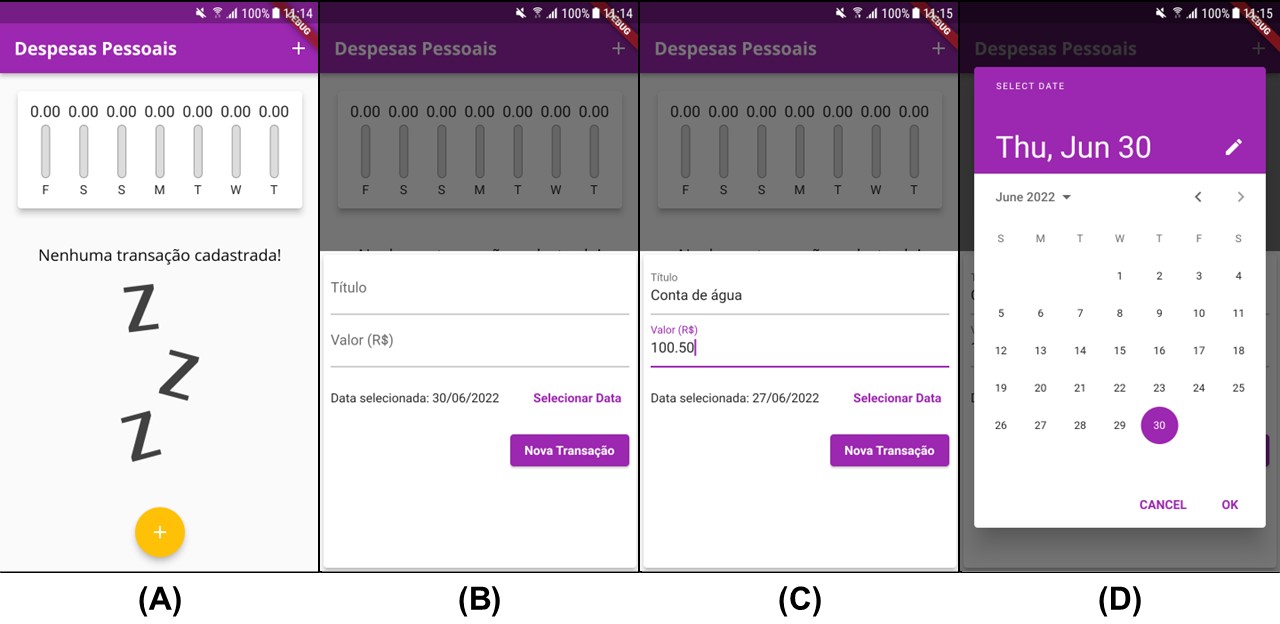 100% 11:14
DEBUG
Despesas Pessoais +
0.00 0.00 0.00 0.00 0.00 0.00 0.00
F S S M T W T
Nenhuma transação cadastrada!
Z
Z
Z
+
(A)
100% 11:14
DEBUG
Despesas Pessoais +
0.00 0.00 0.00 0.00 0.00 0.00 0.00
F S S M T W T
Título
Valor (R$)
Data selecionada: 30/06/2022 Selecionar Data
Nova Transação
(B)
100% 11:15
DEBUG
Despesas Pessoais +
0.00 0.00 0.00 0.00 0.00 0.00 0.00
F S S M T W T
Título
Conta de água
Valor (R$)
100.50
Data selecionada: 27/06/2022 Selecionar Data
Nova Transação
(C)
100% 11:15
DEBUG
Despesas Pessoais +
SELECT DATE
Thu, Jun 30
June 2022
S M T W T F S
1 2 3 4
5 6 7 8 9 10 11
12 13 14 15 16 17 18
19 20 21 22 23 24 25
26 27 28 29 30
CANCEL OK
(D)